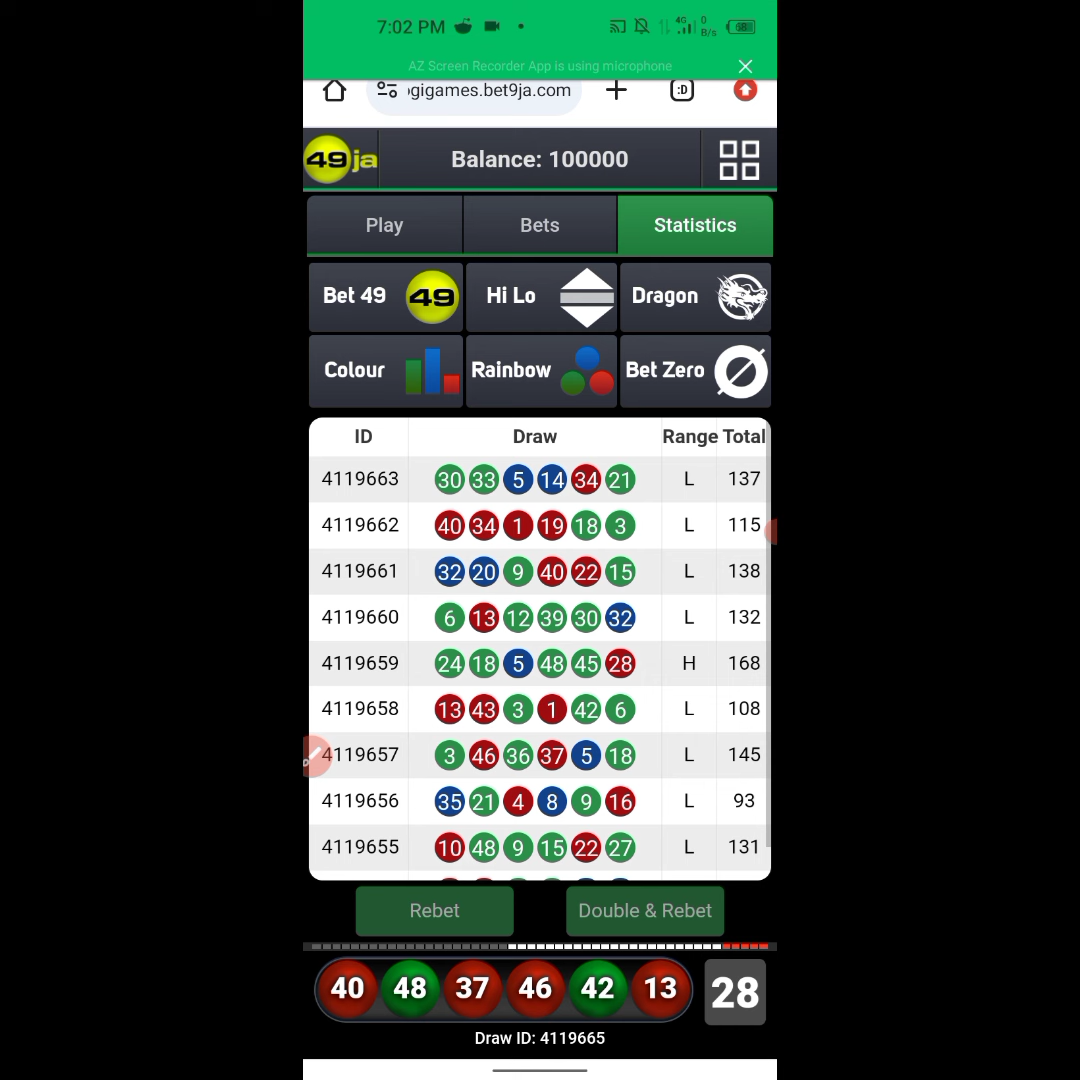 7:02 PM 4G 0 B/s 98
AZ Screen Recorder App is using microphone
ogigames.bet9ja.com :D
49ja Balance: 100000
Play Bets Statistics
Bet 49 49 Hi Lo Dragon
Colour Rainbow Bet Zero
ID Draw Range Total
4119663 30 33 5 14 34 21 L 137
4119662 40 34 1 19 18 3 L 115
4119661 32 20 9 40 22 15 L 138
4119660 6 13 12 39 30 32 L 132
4119659 24 18 5 48 45 28 H 168
4119658 13 43 3 1 42 6 L 108
4119657 3 46 36 37 5 18 L 145
4119656 35 21 4 8 9 16 L 93
4119655 10 48 9 15 22 27 L 131
Rebet Double & Rebet
40 48 37 46 42 13 28
Draw ID: 4119665